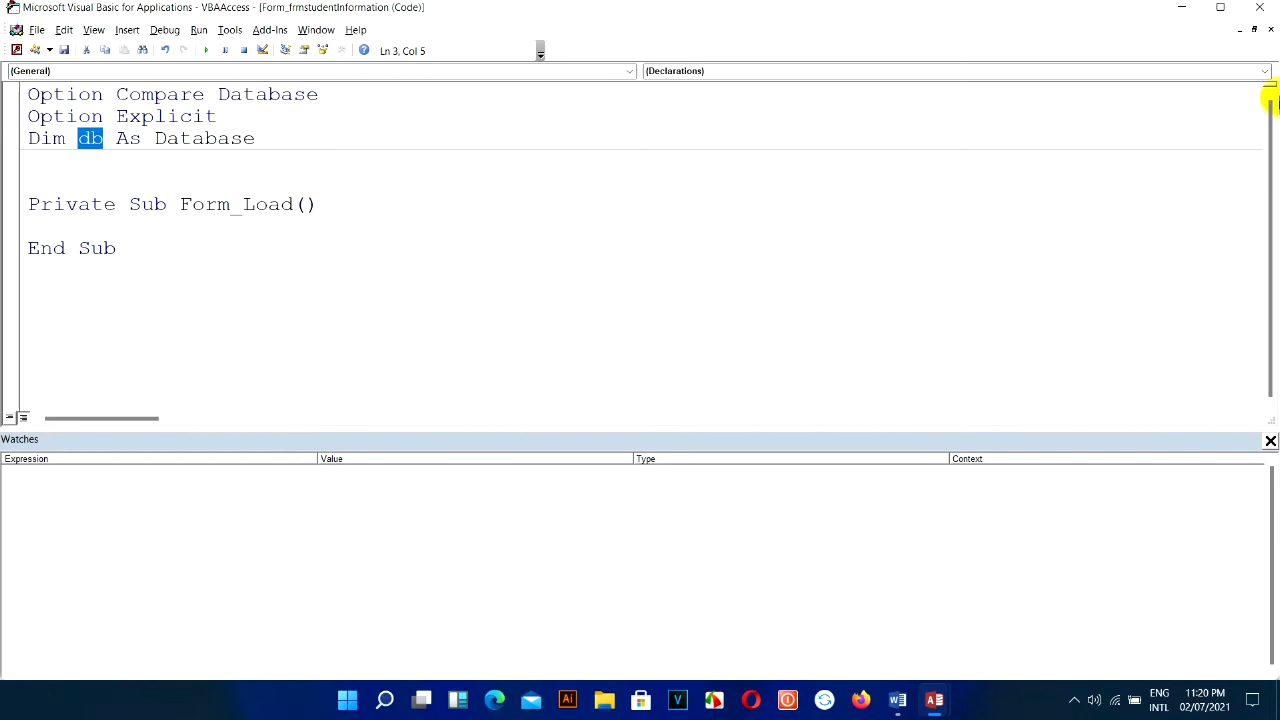 Microsoft Visual Basic for Applications - VBAAccess - [Form_frmstudentInformation (Code)]
File Edit View Insert Debug Run Tools Add-Ins Window Help
Ln 3, Col 5
(General) (Declarations)
Option Compare Database
Option Explicit
Dim db As Database
Private Sub Form_Load()
End Sub
Watches
Expression Value Type Context
ENG 11:20 PM
INTL 02/07/2021